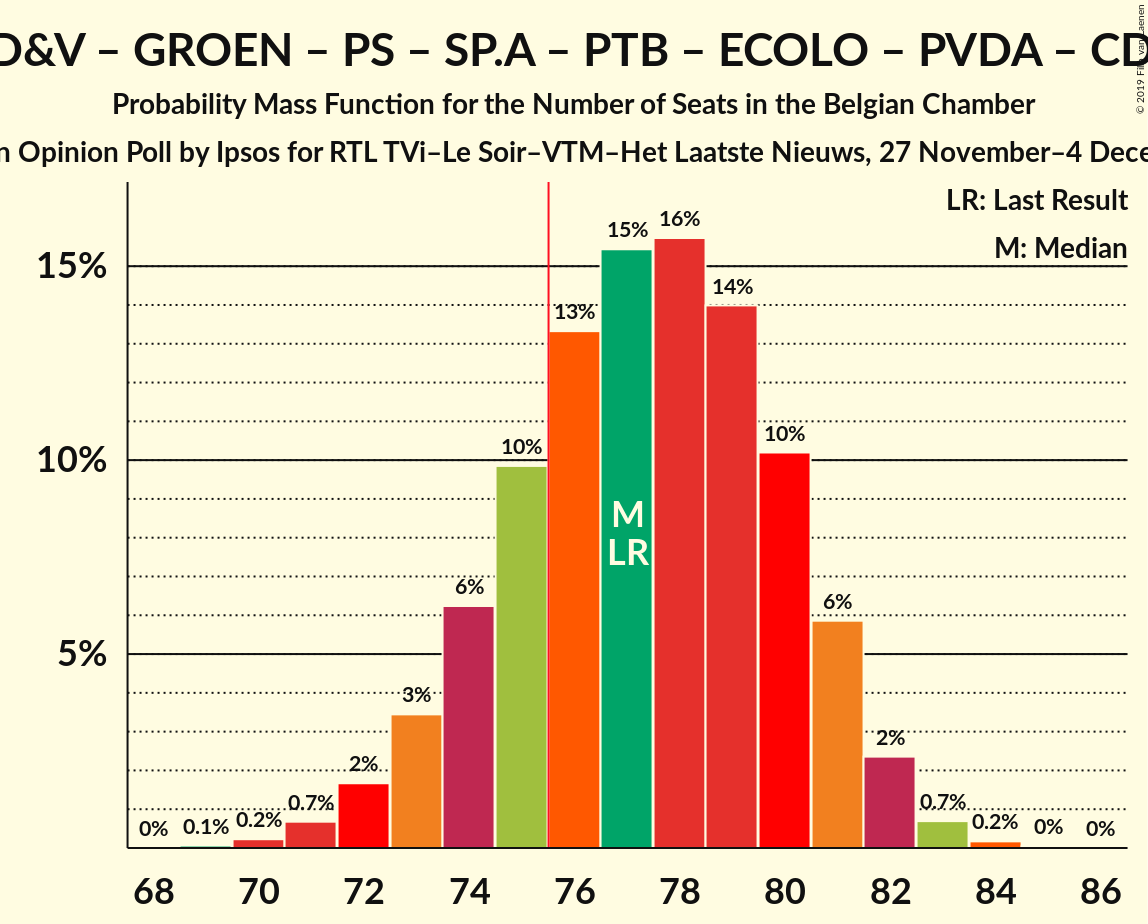 D&V – GROEN – PS – SP.A – PTB – ECOLO – PVDA – CD
Probability Mass Function for the Number of Seats in the Belgian Chamber
n Opinion Poll by Ipsos for RTL TVi–Le Soir–VTM–Het Laatste Nieuws, 27 November–4 Dece
© 2019 Filip van Laenen
LR: Last Result
M: Median
15%
10%
5%
0%
0.1%
0.2%
0.7%
2%
3%
6%
10%
13%
15%
16%
14%
10%
6%
2%
0.7%
0.2%
0%
0%
M
LR
68 70 72 74 76 78 80 82 84 86